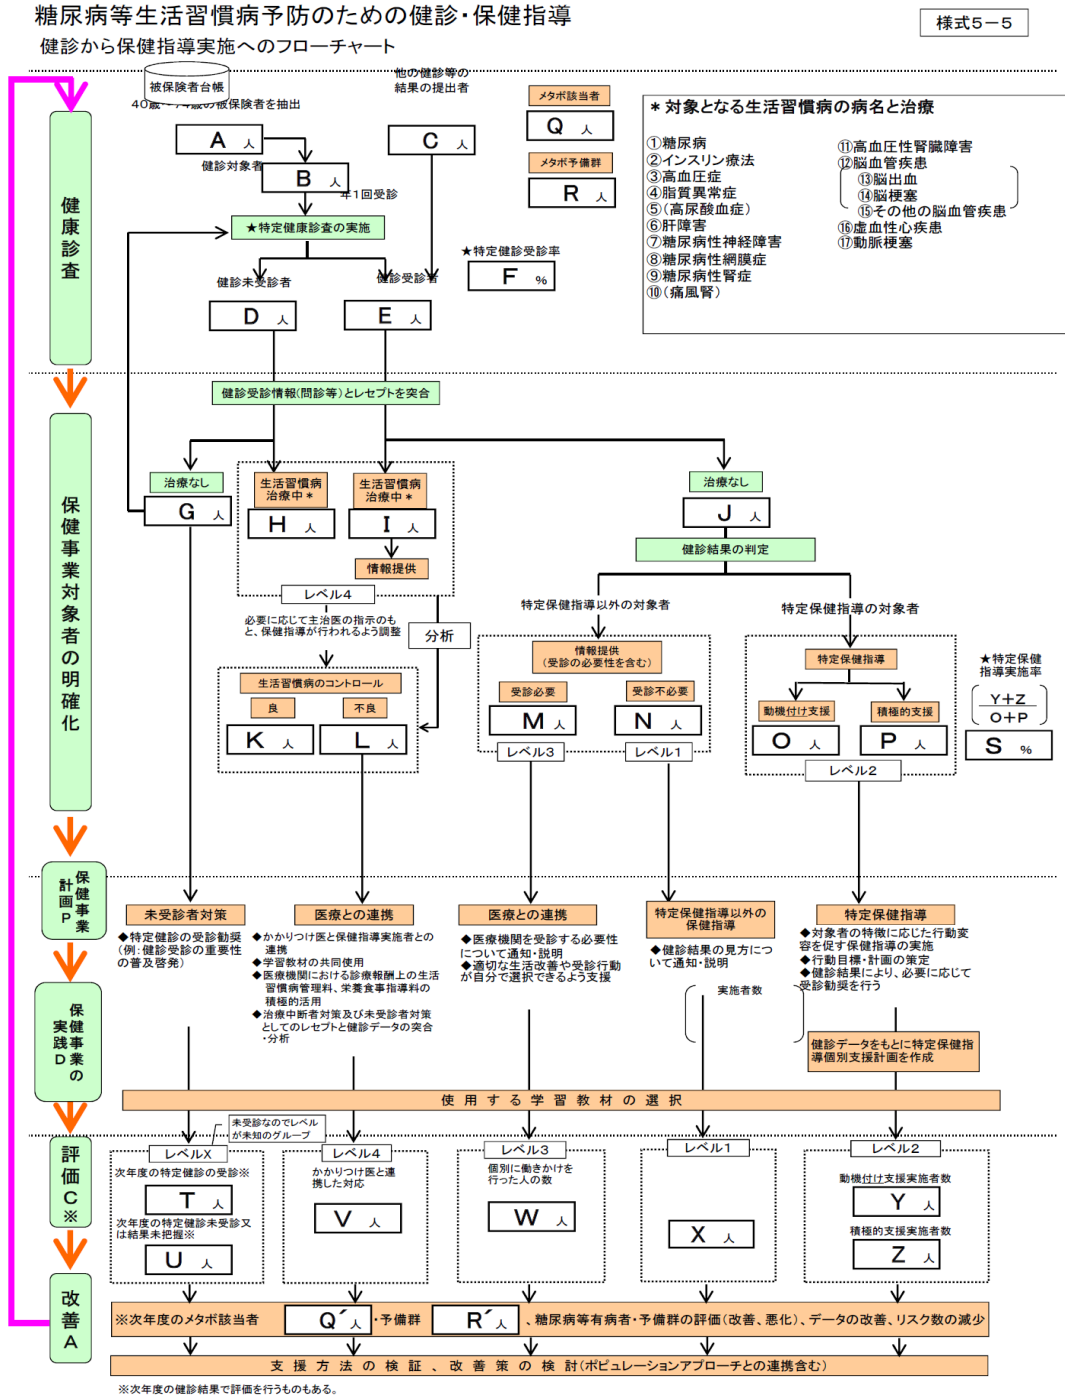 糖尿病等生活習慣病予防のための健診・保健指導
様式5－5
健診から保健指導実施へのフローチャート
被保険者台帳
40歳～74歳の被保険者を抽出
他の健診等の
結果の提出者
メタボ該当者
Q 人
メタボ予備群
R 人
A 人
健診対象者
B 人
年1回受診
C 人
＊対象となる生活習慣病の病名と治療
①糖尿病
②インスリン療法
③高血圧症
④脂質異常症
⑤(高尿酸血症)
⑥肝障害
⑦糖尿病性神経障害
⑧糖尿病性網膜症
⑨糖尿病性腎症
⑩(痛風腎)
⑪高血圧性腎臓障害
⑫脳血管疾患
⑬脳出血
⑭脳梗塞
⑮その他の脳血管疾患
⑯虚血性心疾患
⑰動脈梗塞
健康診査
★特定健康診査の実施
★特定健診受診率
F %
健診未受診者
D 人
健診受診者
E 人
健診受診情報(問診等)とレセプトを突合
保健事業対象者の明確化
治療なし
G 人
生活習慣病
治療中＊
H 人
生活習慣病
治療中＊
I 人
情報提供
レベル4
治療なし
J 人
健診結果の判定
必要に応じて主治医の指示のも
と、保健指導が行われるよう調整
分析
生活習慣病のコントロール
良
不良
K 人
L 人
特定保健指導以外の対象者
情報提供
(受診の必要性を含む)
受診必要
受診不必要
M 人
N 人
レベル3
レベル1
特定保健指導の対象者
特定保健指導
動機付け支援
積極的支援
O 人
P 人
レベル2
★特定保健
指導実施率
Y+Z
O+P
S %
保健事業
計画P
未受診者対策
◆特定健診の受診勧奨
(例:健診受診の重要性
の普及啓発)
医療との連携
◆かかりつけ医と保健指導実施者との
連携
◆学習教材の共同使用
◆医療機関における診療報酬上の生活
習慣病管理料、栄養食事指導料の
積極的活用
◆治療中断者対策及び未受診者対策
としてのレセプトと健診データの突合
・分析
医療との連携
◆医療機関を受診する必要性
について通知・説明
◆適切な生活改善や受診行動
が自分で選択できるよう支援
特定保健指導以外の
保健指導
◆健診結果の見方につ
いて通知・説明
実施者数
特定保健指導
◆対象者の特徴に応じた行動変
容を促す保健指導の実施
◆行動目標・計画の策定
◆健診結果により、必要に応じて
受診勧奨を行う
健診データをもとに特定保健指
導個別支援計画を作成
保健事業の
実践D
使用する学習教材の選択
評価C※
未受診なのでレベル
が未知のグループ
レベルX
次年度の特定健診の受診※
T 人
次年度の特定健診未受診又
は結果未把握※
U 人
レベル4
かかりつけ医と連
携した対応
V 人
レベル3
個別に働きかけを
行った人の数
W 人
レベル1
X 人
レベル2
動機付け支援実施者数
Y 人
積極的支援実施者数
Z 人
改善A
※次年度のメタボ該当者 Q´人 ・予備群 R´人 、糖尿病等有病者・予備群の評価(改善、悪化)、データの改善、リスク数の減少
支援方法の検証、改善策の検討(ポピュレーションアプローチとの連携含む)
※次年度の健診結果で評価を行うものもある。